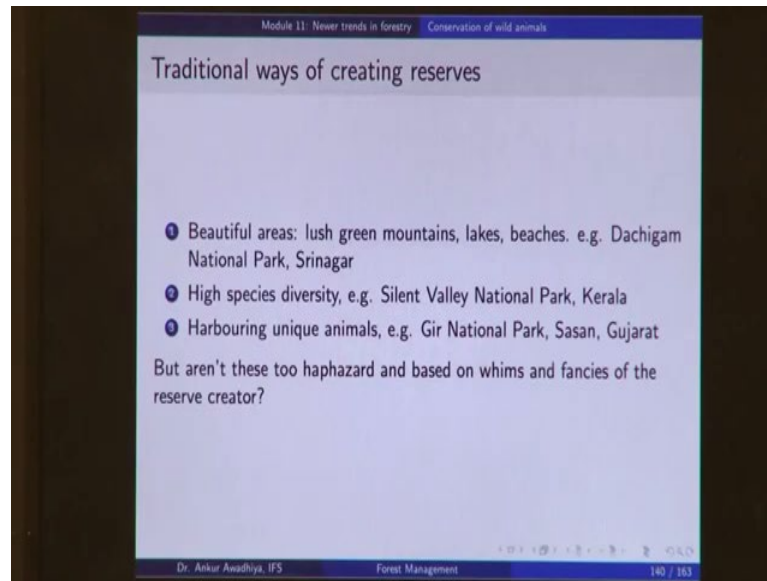 Module 11: Newer trends in forestry Conservation of wild animals
Traditional ways of creating reserves
1 Beautiful areas: lush green mountains, lakes, beaches. e.g. Dachigam
National Park, Srinagar
2 High species diversity, e.g. Silent Valley National Park, Kerala
3 Harbouring unique animals, e.g. Gir National Park, Sasan, Gujarat
But aren't these too haphazard and based on whims and fancies of the
reserve creator?
Dr. Ankur Awadhiya, IFS Forest Management 140 / 163